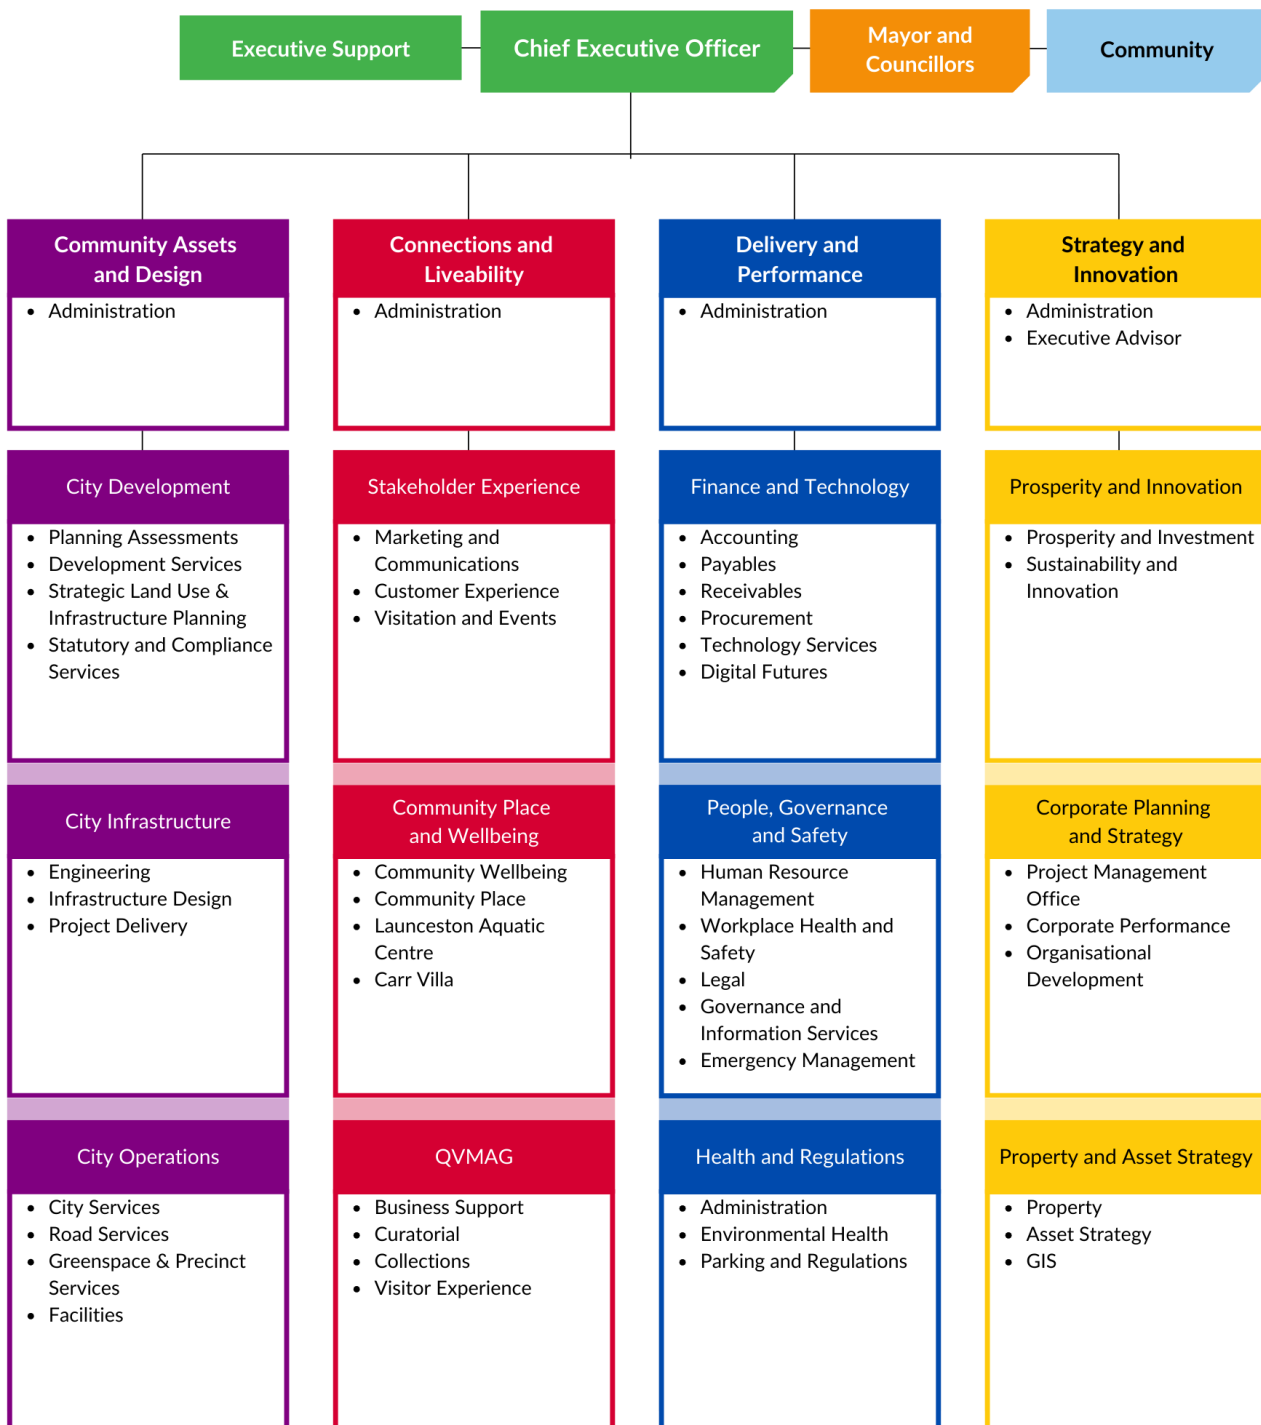 Executive Support
Chief Executive Officer
Mayor and
Councillors
Community
Community Assets
and Design
• Administration
Connections and
Liveability
• Administration
Delivery and
Performance
• Administration
Strategy and
Innovation
• Administration
• Executive Advisor
City Development
• Planning Assessments
• Development Services
• Strategic Land Use &
Infrastructure Planning
• Statutory and Compliance
Services
Stakeholder Experience
• Marketing and
Communications
• Customer Experience
• Visitation and Events
Finance and Technology
• Accounting
• Payables
• Receivables
• Procurement
• Technology Services
• Digital Futures
Prosperity and Innovation
• Prosperity and Investment
• Sustainability and
Innovation
City Infrastructure
• Engineering
• Infrastructure Design
• Project Delivery
Community Place
and Wellbeing
• Community Wellbeing
• Community Place
• Launceston Aquatic
Centre
• Carr Villa
People, Governance
and Safety
• Human Resource
Management
• Workplace Health and
Safety
• Legal
• Governance and
Information Services
• Emergency Management
Corporate Planning
and Strategy
• Project Management
Office
• Corporate Performance
• Organisational
Development
City Operations
• City Services
• Road Services
• Greenspace & Precinct
Services
• Facilities
QVMAG
• Business Support
• Curatorial
• Collections
• Visitor Experience
Health and Regulations
• Administration
• Environmental Health
• Parking and Regulations
Property and Asset Strategy
• Property
• Asset Strategy
• GIS